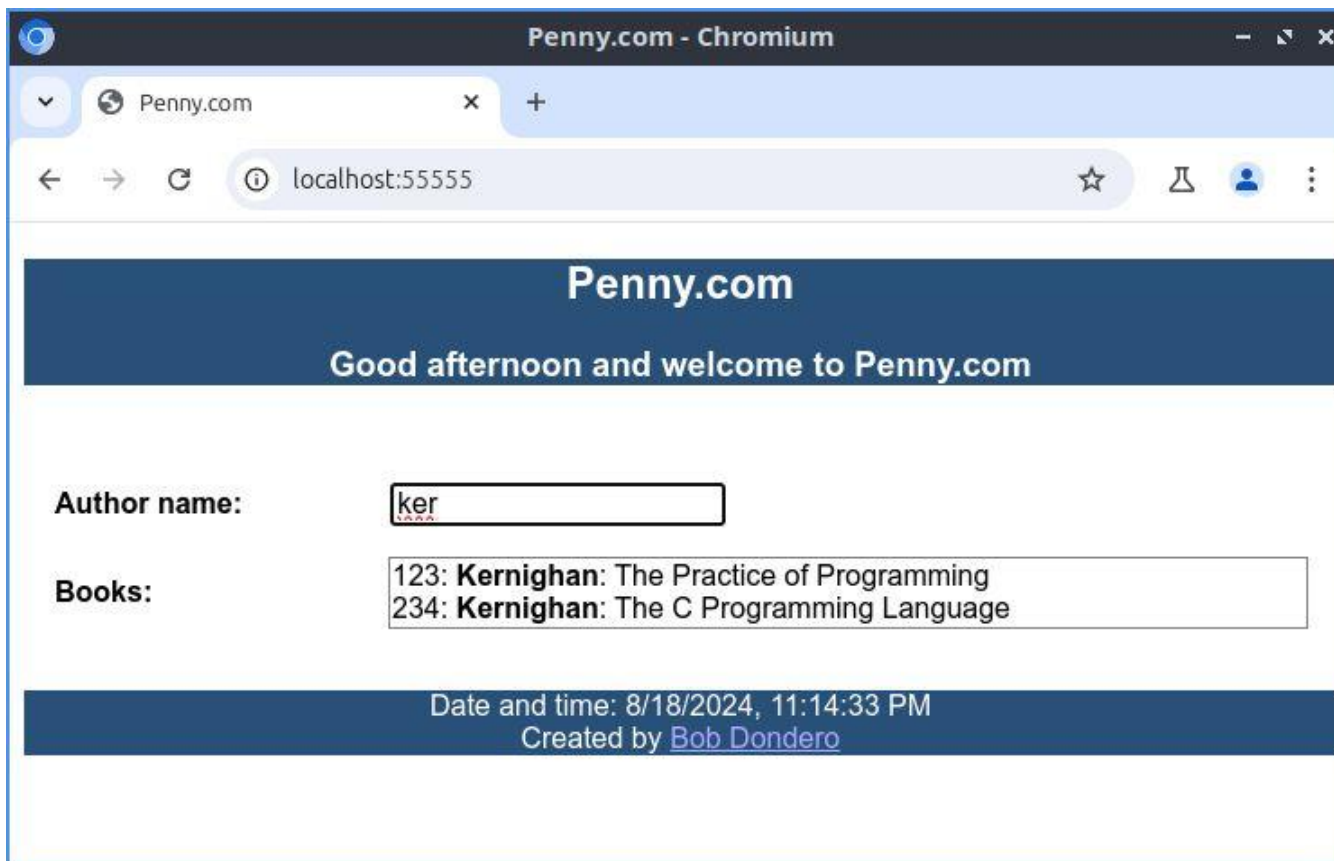 Penny.com - Chromium
Penny.com
localhost:55555
Penny.com
Good afternoon and welcome to Penny.com
Author name:
ker
Books:
123: Kernighan: The Practice of Programming
234: Kernighan: The C Programming Language
Date and time: 8/18/2024, 11:14:33 PM
Created by Bob Dondero